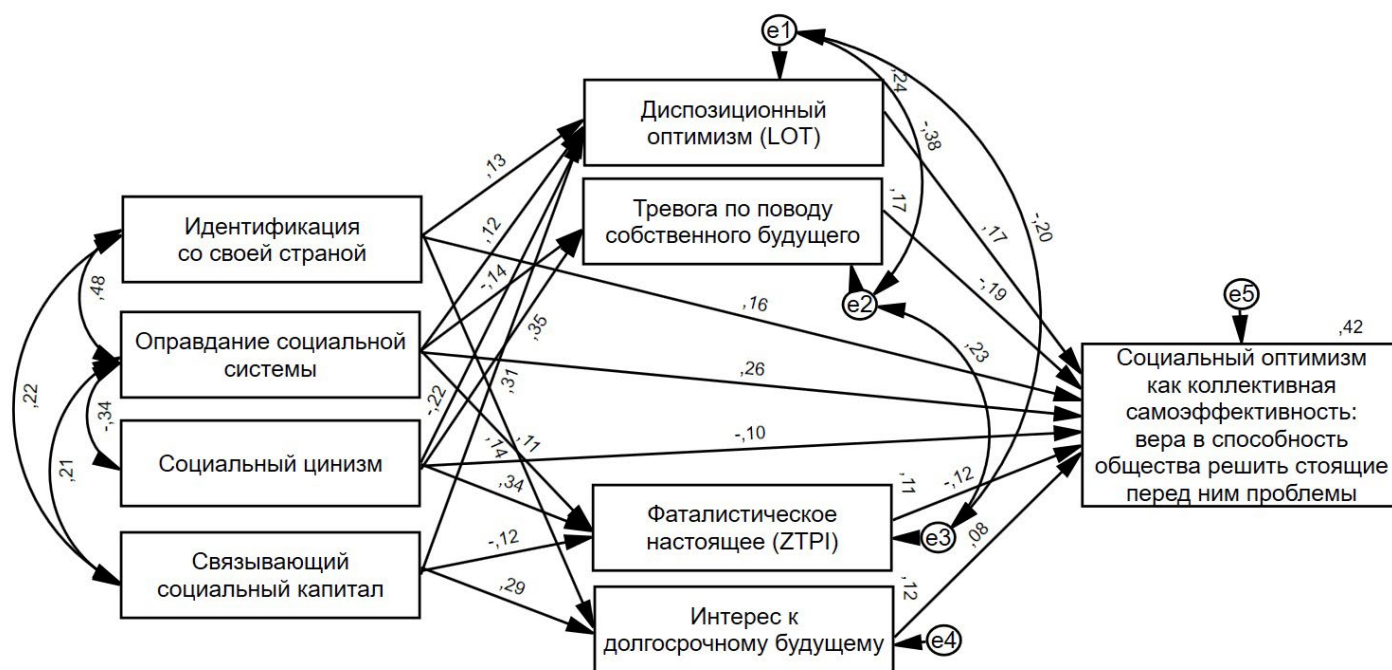 e1
Диспозиционный
оптимизм (LOT)
,24
-,38
,13
Идентификация
со своей страной
,12
Тревога по поводу
собственного будущего
,17
,17
-,20
-,14
-,19
,48
e2
,16
e5
Оправдание социальной
системы
,35
,23
,42
,22
,31
,26
Социальный оптимизм
как коллективная
самоэффективность:
вера в способность
общества решить стоящие
перед ним проблемы
-,34
-,22
Социальный цинизм
-,10
,21
,14
,11
,34
,11
-,12
Фаталистическое
настоящее (ZTPI)
e3
Связывающий
социальный капитал
-,12
,08
,29
,12
Интерес к
долгосрочному будущему
e4